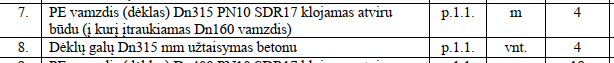 7. PE vamzdis (dėklas) Dn315 PN10 SDR17 klojamas atviru būdu (į kurį įtraukiamas Dn160 vamzdis) p.1.1. m 4
8. Dėklų galų Dn315 mm užtaisymas betonu p.1.1. vnt. 4